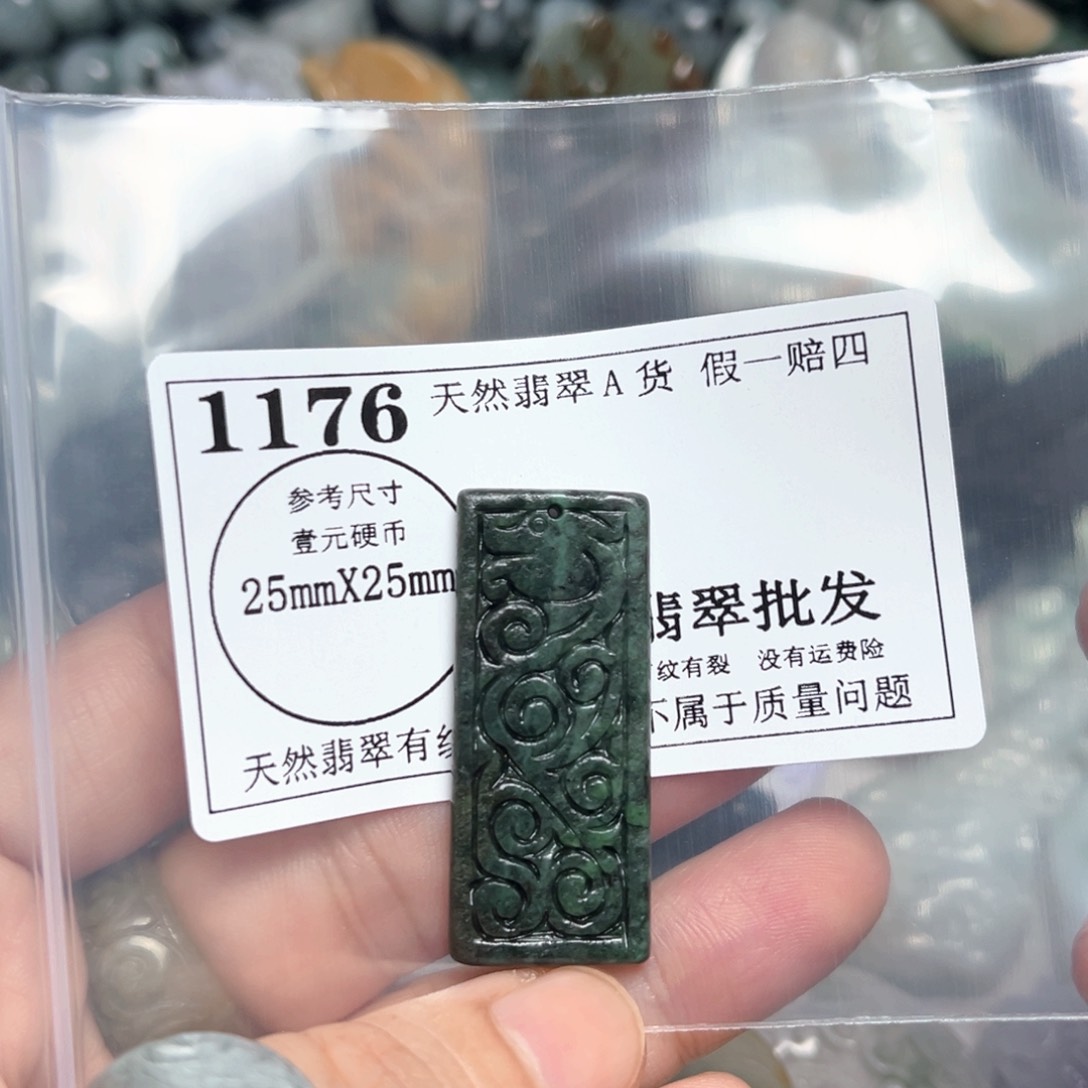 1176 天然翡翠A货 假一赔四
参考尺寸
壹元硬币
25mmX25mm
翡翠批发
纹有裂 没有运费险
天然翡翠有纹 不属于质量问题